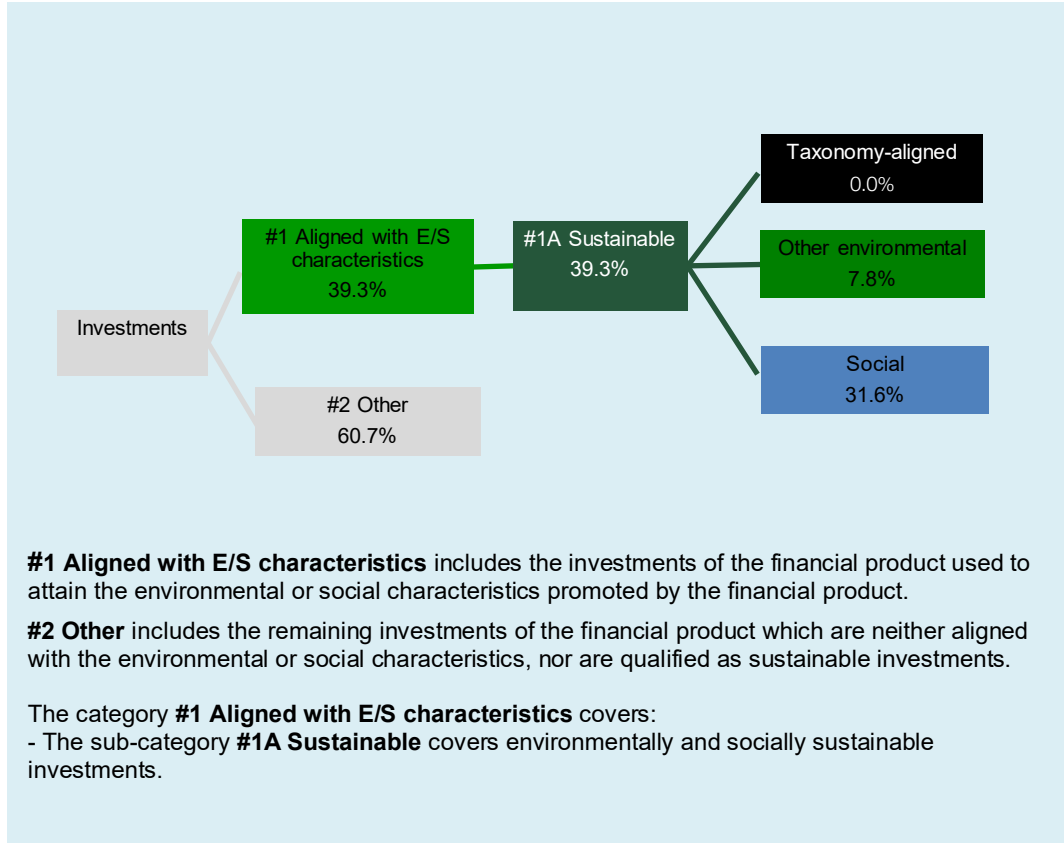 Taxonomy-aligned
0.0%
#1 Aligned with E/S
characteristics
39.3%
#1A Sustainable
39.3%
Other environmental
7.8%
Investments
Social
31.6%
#2 Other
60.7%
#1 Aligned with E/S characteristics includes the investments of the financial product used to
attain the environmental or social characteristics promoted by the financial product.
#2 Other includes the remaining investments of the financial product which are neither aligned
with the environmental or social characteristics, nor are qualified as sustainable investments.
The category #1 Aligned with E/S characteristics covers:
- The sub-category #1A Sustainable covers environmentally and socially sustainable
investments.